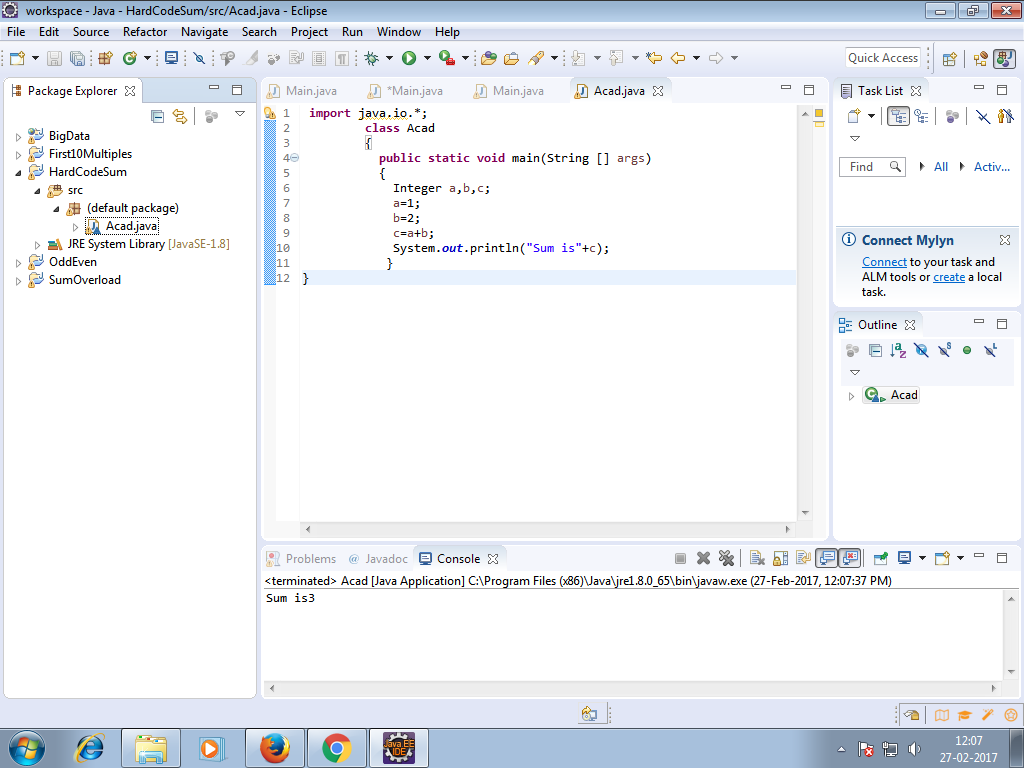 workspace - Java - HardCodeSum/src/Acad.java - Eclipse
File Edit Source Refactor Navigate Search Project Run Window Help
Quick Access
Package Explorer
BigData
First10Multiples
HardCodeSum
src
(default package)
Acad.java
JRE System Library [JavaSE-1.8]
OddEven
SumOverload
Main.java *Main.java Main.java Acad.java
1 import java.io.*;
2 class Acad
3 {
4 public static void main(String [] args)
5 {
6 Integer a,b,c;
7 a=1;
8 b=2;
9 c=a+b;
10 System.out.println("Sum is"+c);
11 }
12 }
Task List
Find All Activ...
Connect Mylyn
Connect to your task and
ALM tools or create a local
task.
Outline
Acad
Problems @ Javadoc Console
<terminated> Acad [Java Application] C:\Program Files (x86)\Java\jre1.8.0_65\bin\javaw.exe (27-Feb-2017, 12:07:37 PM)
Sum is3
Java EE
IDE
12:07
27-02-2017